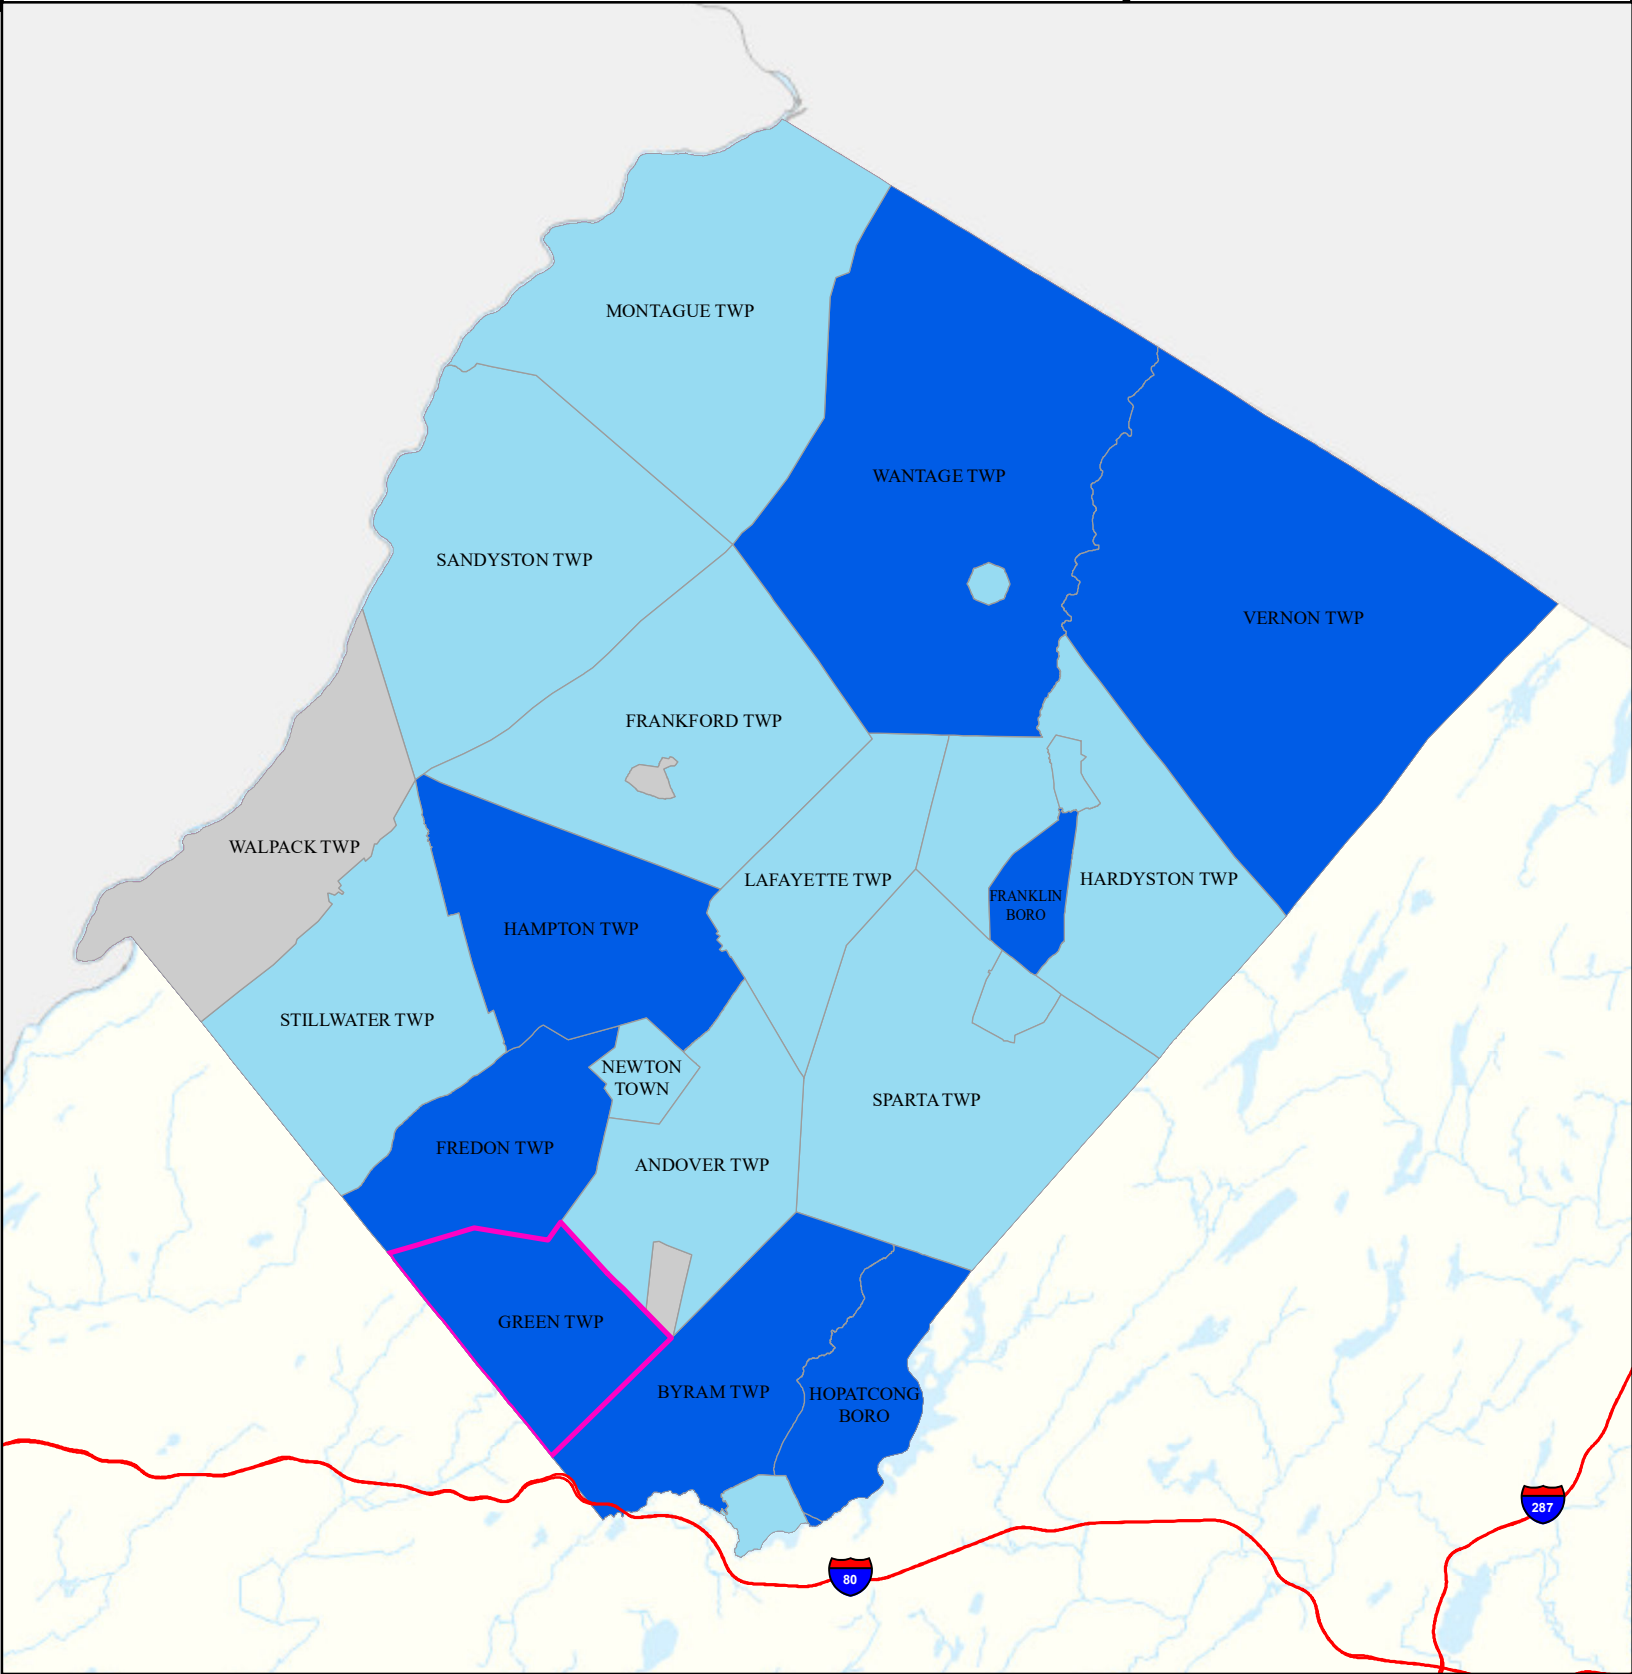 MONTAGUE TWP
WANTAGE TWP
SANDYSTON TWP
VERNON TWP
FRANKFORD TWP
WALPACK TWP
LAFAYETTE TWP
HARDYSTON TWP
FRANKLIN
BORO
HAMPTON TWP
STILLWATER TWP
NEWTON
TOWN
SPARTA TWP
FREDON TWP
ANDOVER TWP
GREEN TWP
BYRAM TWP
HOPATCONG
BORO
287
80